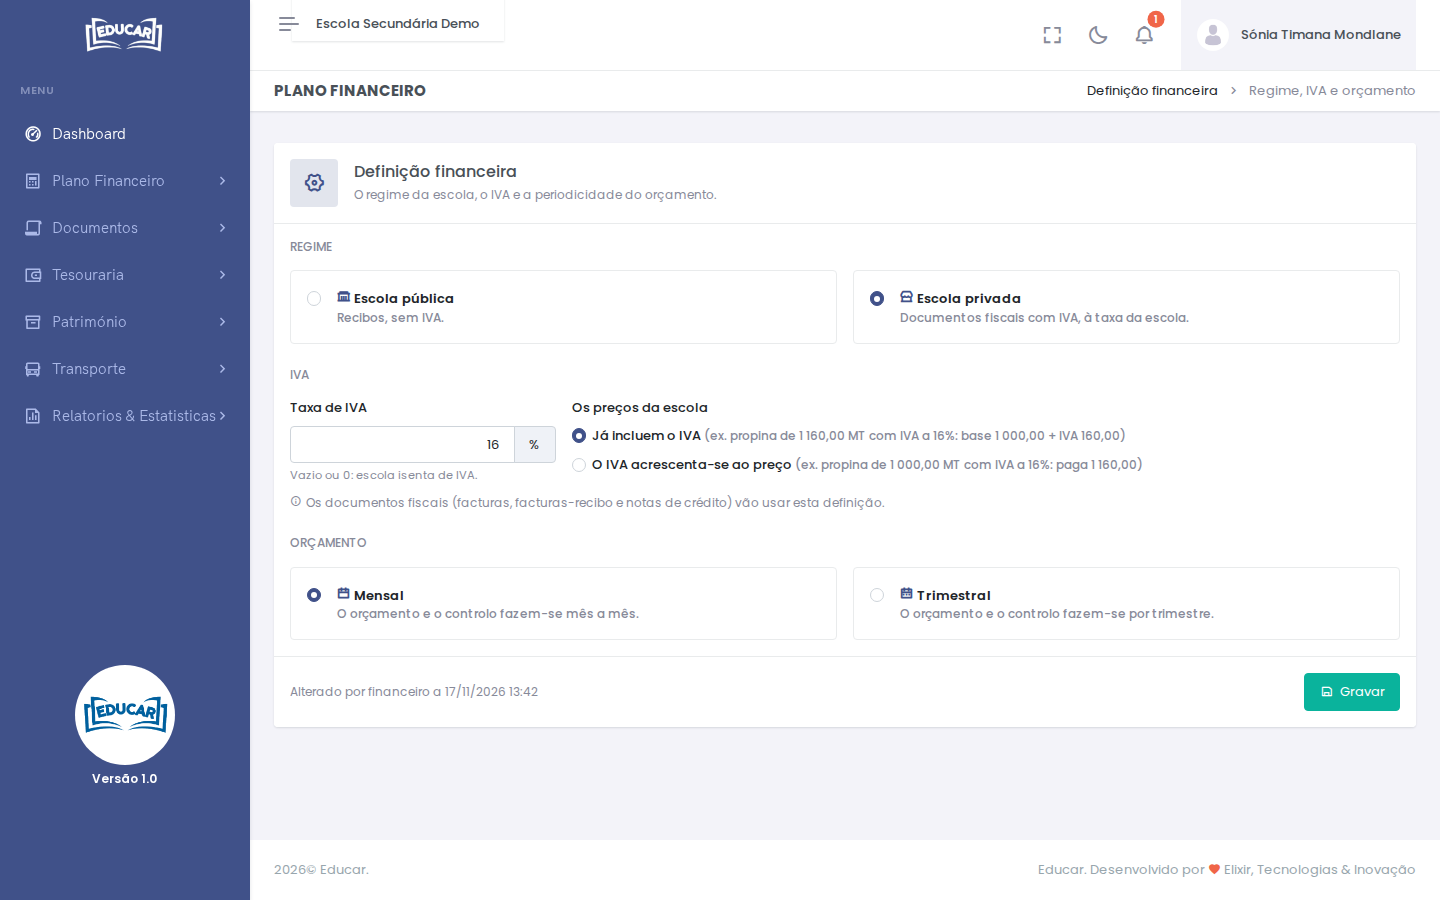 EDUCAR
Escola Secundária Demo
1
Sónia Timana Mondlane
MENU
Dashboard
Plano Financeiro
Documentos
Tesouraria
Património
Transporte
Relatorios & Estatisticas
EDUCAR
Versão 1.0
PLANO FINANCEIRO
Definição financeira > Regime, IVA e orçamento
Definição financeira
O regime da escola, o IVA e a periodicidade do orçamento.
REGIME
Escola pública
Recibos, sem IVA.
Escola privada
Documentos fiscais com IVA, à taxa da escola.
IVA
Taxa de IVA
16 %
Vazio ou 0: escola isenta de IVA.
Os preços da escola
Já incluem o IVA (ex. propina de 1 160,00 MT com IVA a 16%: base 1 000,00 + IVA 160,00)
O IVA acrescenta-se ao preço (ex. propina de 1 000,00 MT com IVA a 16%: paga 1 160,00)
Os documentos fiscais (facturas, facturas-recibo e notas de crédito) vão usar esta definição.
ORÇAMENTO
Mensal
O orçamento e o controlo fazem-se mês a mês.
Trimestral
O orçamento e o controlo fazem-se por trimestre.
Alterado por financeiro a 17/11/2026 13:42
Gravar
2026© Educar.
Educar. Desenvolvido por ❤ Elixir, Tecnologias & Inovação